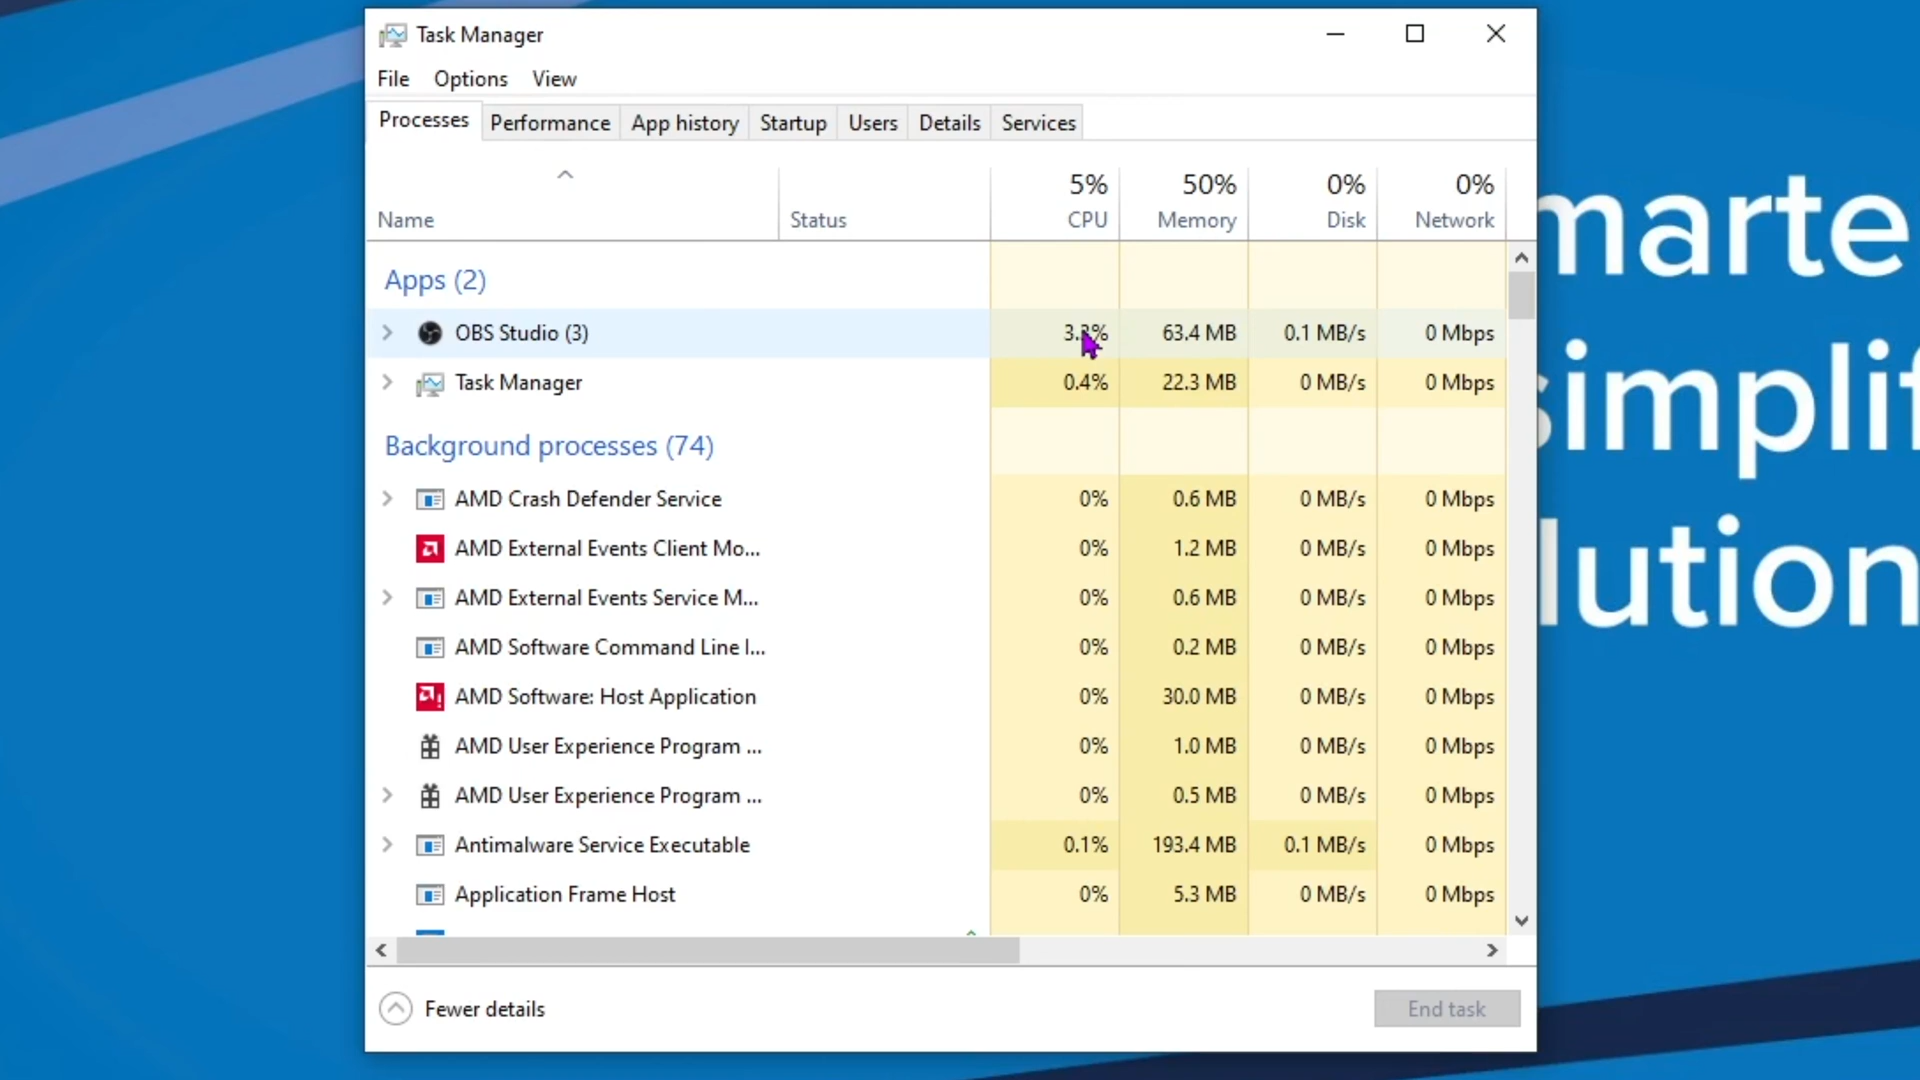 Task Manager
File Options View
Processes Performance App history Startup Users Details Services
5% 50% 0% 0%
Name Status CPU Memory Disk Network
Apps (2)
OBS Studio (3) 63.4 MB 0.1 MB/s 0 Mbps
Task Manager 0.4% 22.3 MB 0 MB/s 0 Mbps
Background processes (74)
AMD Crash Defender Service 0% 0.6 MB 0 MB/s 0 Mbps
AMD External Events Client Mo... 0% 1.2 MB 0 MB/s 0 Mbps
AMD External Events Service M... 0% 0.6 MB 0 MB/s 0 Mbps
AMD Software Command Line I... 0% 0.2 MB 0 MB/s 0 Mbps
AMD Software: Host Application 0% 30.0 MB 0 MB/s 0 Mbps
AMD User Experience Program ... 0% 1.0 MB 0 MB/s 0 Mbps
AMD User Experience Program ... 0% 0.5 MB 0 MB/s 0 Mbps
Antimalware Service Executable 0.1% 193.4 MB 0.1 MB/s 0 Mbps
Application Frame Host 0% 5.3 MB 0 MB/s 0 Mbps
Fewer details End task
marte
simplif
lution